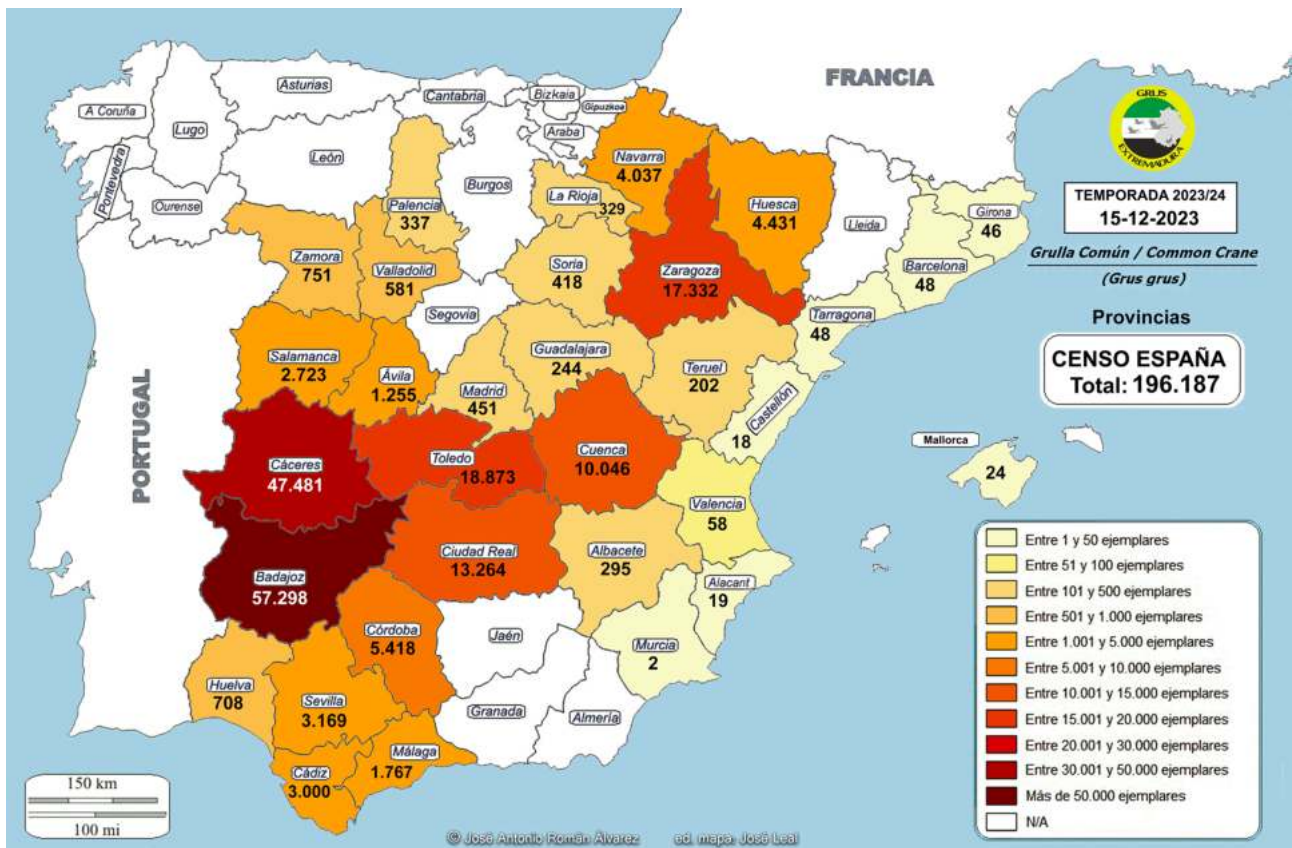 FRANCIA
PORTUGAL
GRUS
EXTREMADURA
TEMPORADA 2023/24
15-12-2023
Grulla Común / Common Crane
(Grus grus)
Provincias
CENSO ESPAÑA
Total: 196.187
A Coruña
Lugo
Asturias
Cantabria
Bizkaia
Gipuzkoa
Araba
Pontevedra
Ourense
León
Burgos
Palencia
337
La Rioja
329
Navarra
4.037
Huesca
4.431
Lleida
Girona
46
Barcelona
48
Tarragona
48
Zamora
751
Valladolid
581
Soria
418
Zaragoza
17.332
Segovia
Salamanca
2.723
Ávila
1.255
Madrid
451
Guadalajara
244
Teruel
202
Castellón
18
Cáceres
47.481
Toledo
18.873
Cuenca
10.046
Valencia
58
Mallorca
24
Badajoz
57.298
Ciudad Real
13.264
Albacete
295
Alacant
19
Murcia
2
Córdoba
5.418
Jaén
Huelva
708
Sevilla
3.169
Granada
Almería
Málaga
1.767
Cádiz
3.000
Entre 1 y 50 ejemplares
Entre 51 y 100 ejemplares
Entre 101 y 500 ejemplares
Entre 501 y 1.000 ejemplares
Entre 1.001 y 5.000 ejemplares
Entre 5.001 y 10.000 ejemplares
Entre 10.001 y 15.000 ejemplares
Entre 15.001 y 20.000 ejemplares
Entre 20.001 y 30.000 ejemplares
Entre 30.001 y 50.000 ejemplares
Más de 50.000 ejemplares
N/A
150 km
100 mi
© José Antonio Román Álvarez ed. mapa: José Leal